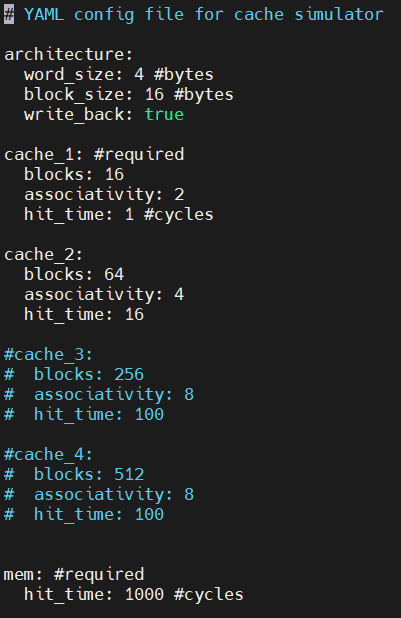 # YAML config file for cache simulator
architecture:
  word_size: 4 #bytes
  block_size: 16 #bytes
  write_back: true
cache_1: #required
  blocks: 16
  associativity: 2
  hit_time: 1 #cycles
cache_2:
  blocks: 64
  associativity: 4
  hit_time: 16
#cache_3:
#  blocks: 256
#  associativity: 8
#  hit_time: 100
#cache_4:
#  blocks: 512
#  associativity: 8
#  hit_time: 100
mem: #required
  hit_time: 1000 #cycles